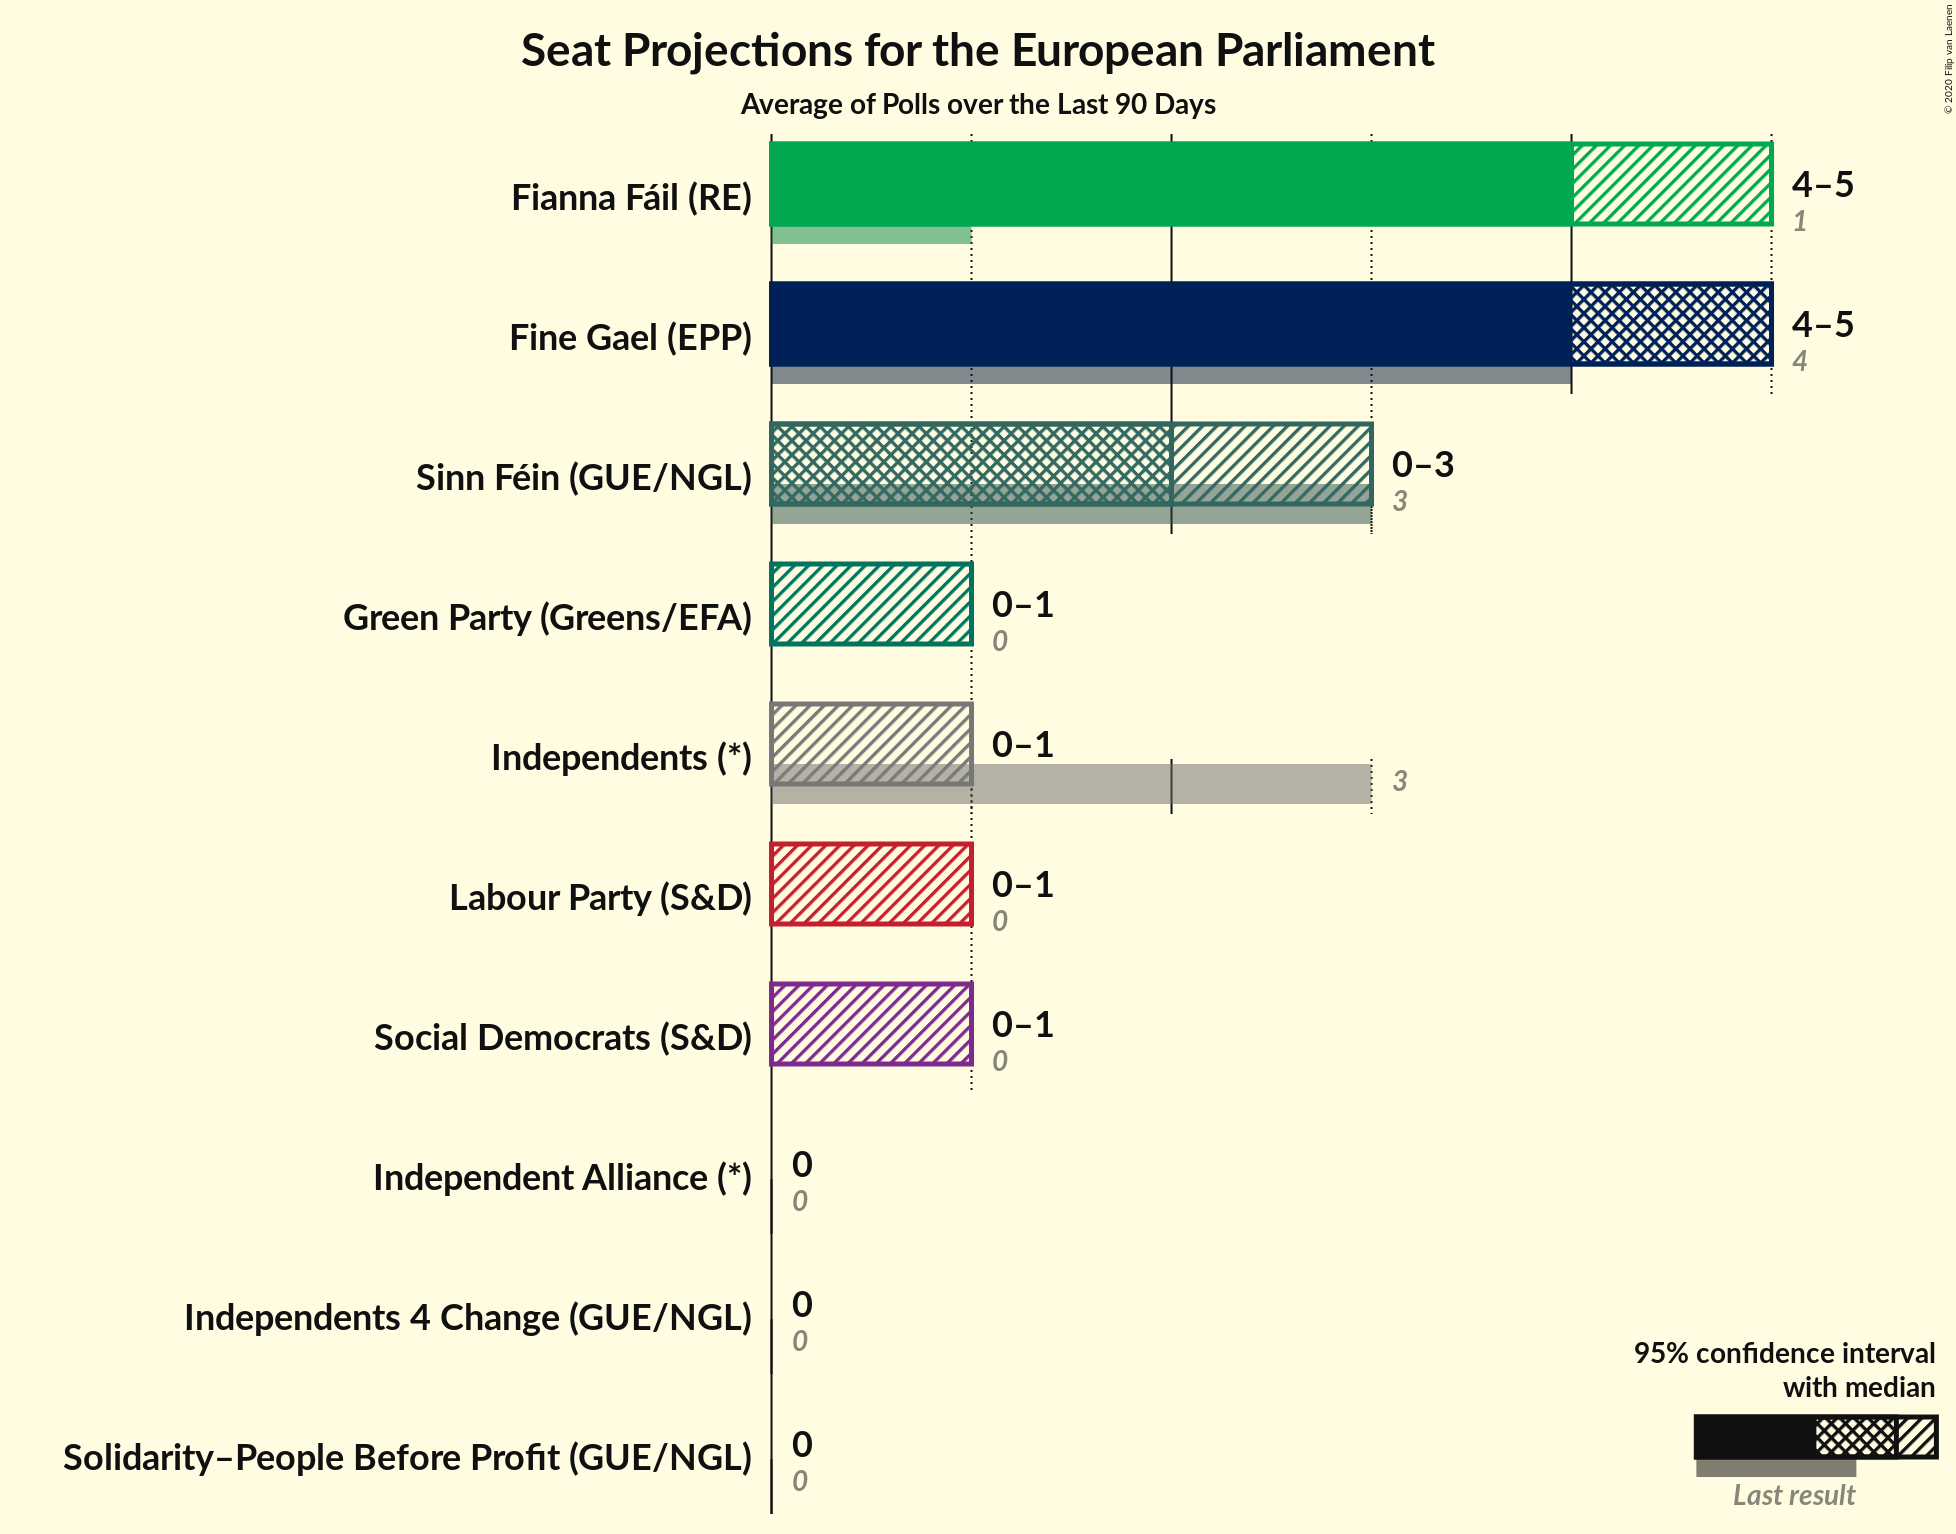 Seat Projections for the European Parliament
Average of Polls over the Last 90 Days
© 2020 Filip van Laenen
Fianna Fáil (RE)
4–5
1
Fine Gael (EPP)
4–5
4
Sinn Féin (GUE/NGL)
0–3
3
Green Party (Greens/EFA)
0–1
0
Independents (*)
0–1
3
Labour Party (S&D)
0–1
0
Social Democrats (S&D)
0–1
0
Independent Alliance (*)
0
0
Independents 4 Change (GUE/NGL)
0
0
Solidarity–People Before Profit (GUE/NGL)
0
0
95% confidence interval
with median
Last result